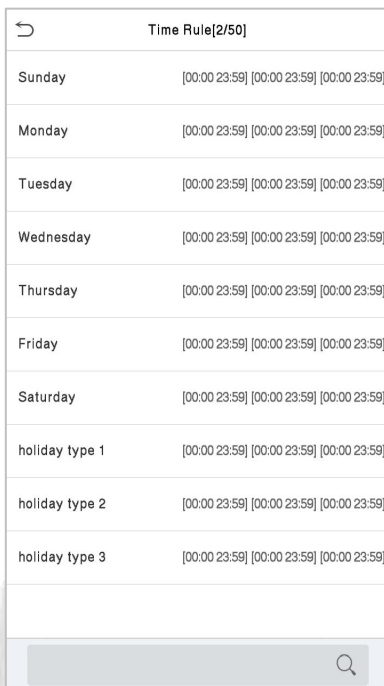 Time Rule[2/50]
Sunday [00:00 23:59] [00:00 23:59] [00:00 23:59]
Monday [00:00 23:59] [00:00 23:59] [00:00 23:59]
Tuesday [00:00 23:59] [00:00 23:59] [00:00 23:59]
Wednesday [00:00 23:59] [00:00 23:59] [00:00 23:59]
Thursday [00:00 23:59] [00:00 23:59] [00:00 23:59]
Friday [00:00 23:59] [00:00 23:59] [00:00 23:59]
Saturday [00:00 23:59] [00:00 23:59] [00:00 23:59]
holiday type 1 [00:00 23:59] [00:00 23:59] [00:00 23:59]
holiday type 2 [00:00 23:59] [00:00 23:59] [00:00 23:59]
holiday type 3 [00:00 23:59] [00:00 23:59] [00:00 23:59]